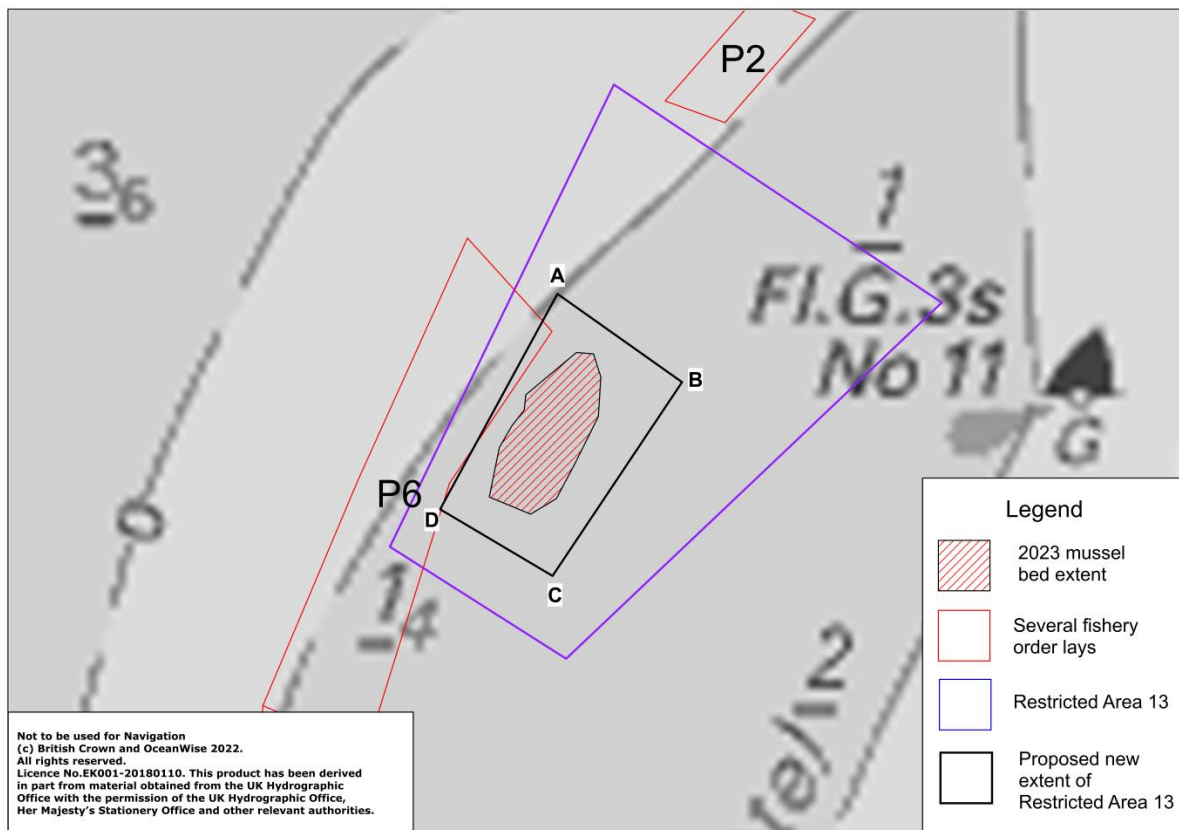 P2
3
6
1
Fl.G.3s
No 11
G
A
B
P6
D
C
0
1
4
2
re/
Legend
2023 mussel
bed extent
Several fishery
order lays
Restricted Area 13
Proposed new
extent of
Restricted Area 13
Not to be used for Navigation
(c) British Crown and OceanWise 2022.
All rights reserved.
Licence No.EK001-20180110. This product has been derived
in part from material obtained from the UK Hydrographic
Office with the permission of the UK Hydrographic Office,
Her Majesty's Stationery Office and other relevant authorities.